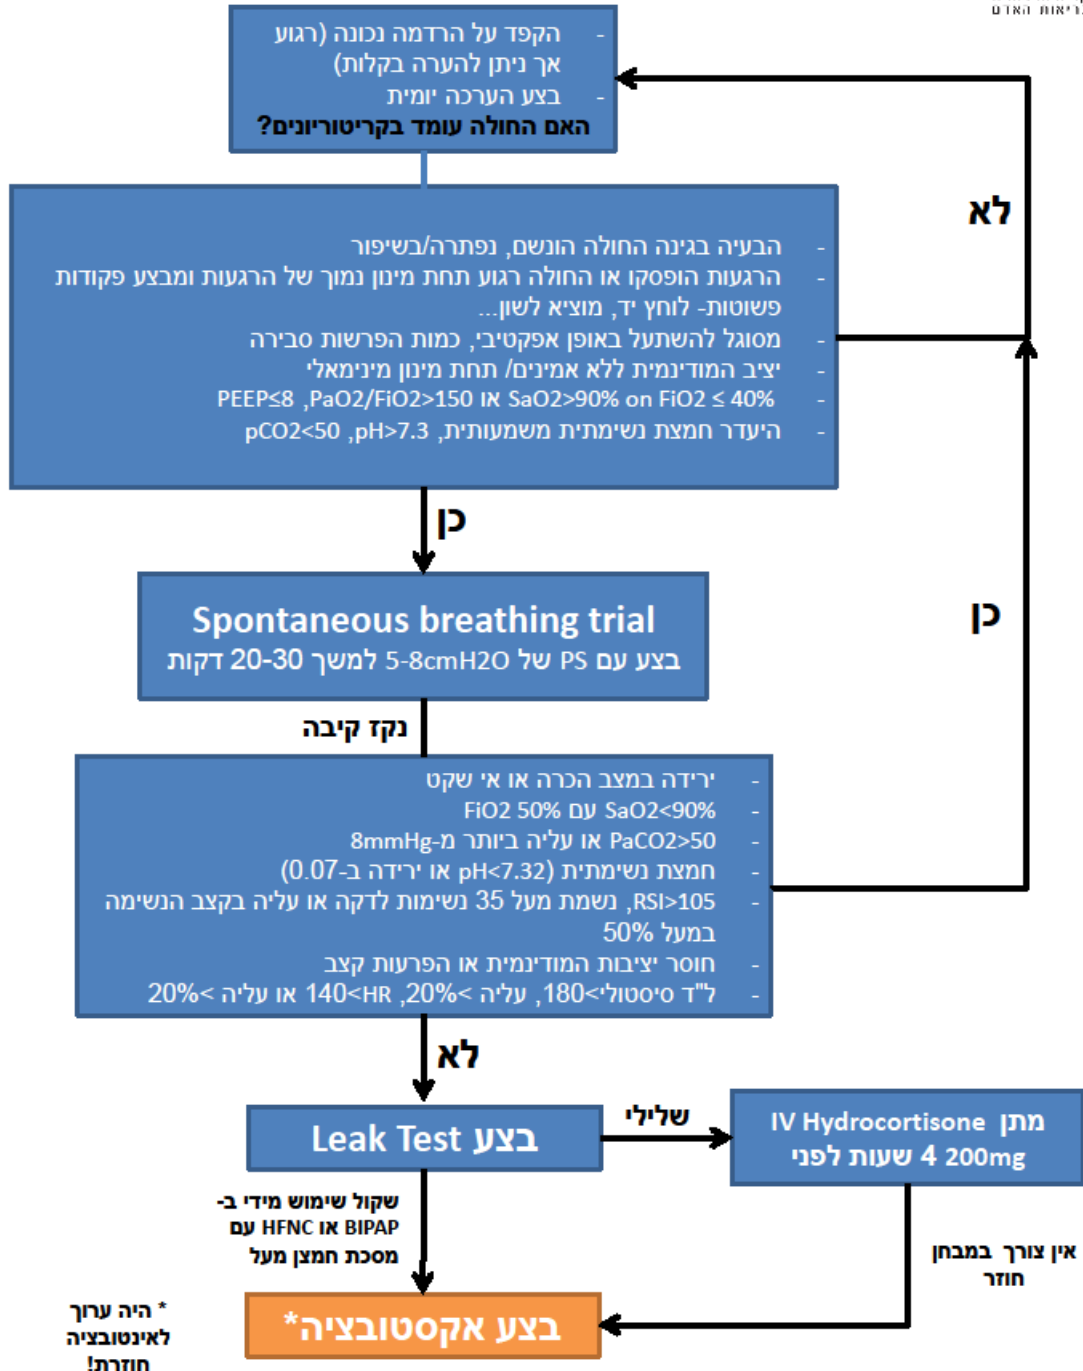 בריאות האדם
- הקפד על הרדמה נכונה (רגוע
אך ניתן להערה בקלות)
- בצע הערכה יומית
האם החולה עומד בקריטוריונים?
לא
- הבעיה בגינה החולה הונשם, נפתרה/בשיפור
- הרגעות הופסקו או החולה רגוע תחת מינון נמוך של הרגעות ומבצע פקודות
פשוטות- לוחץ יד, מוציא לשון...
- מסוגל להשתעל באופן אפקטיבי, כמות הפרשות סבירה
- יציב המודינמית ללא אמינים/ תחת מינון מינימאלי
- PEEP≤8 ,PaO2/FiO2>150 או SaO2>90% on FiO2 ≤ 40%
- היעדר חמצת נשימתית משמעותית, pCO2<50 ,pH>7.3
כן
Spontaneous breathing trial
בצע עם PS של 5-8cmH2O למשך 20-30 דקות
כן
נקז קיבה
- ירידה במצב הכרה או אי שקט
- SaO2<90% עם FiO2 50%
- PaCO2>50 או עליה ביותר מ-8mmHg
- חמצת נשימתית (pH<7.32 או ירידה ב-0.07)
- RSI>105, נשמת מעל 35 נשימות לדקה או עליה בקצב הנשימה
במעל 50%
- חוסר יציבות המודינמית או הפרעות קצב
- ל"ד סיסטולי>180, עליה >20%, HR>140 או עליה >20%
לא
בצע Leak Test
שלילי
מתן IV Hydrocortisone
200mg 4 שעות לפני
שקול שימוש מידי ב-
BIPAP או HFNC עם
מסכת חמצן מעל
אין צורך במבחן
חוזר
בצע אקסטובציה*
* היה ערוך
לאינטובציה
חוזרת!